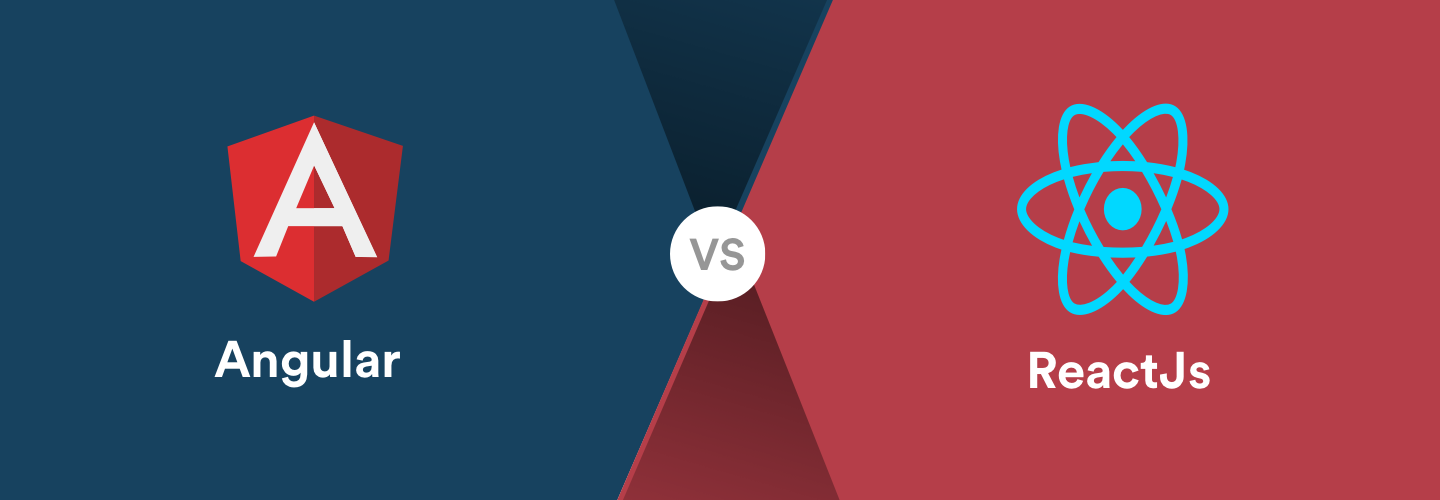 A
VS
Angular
ReactJs